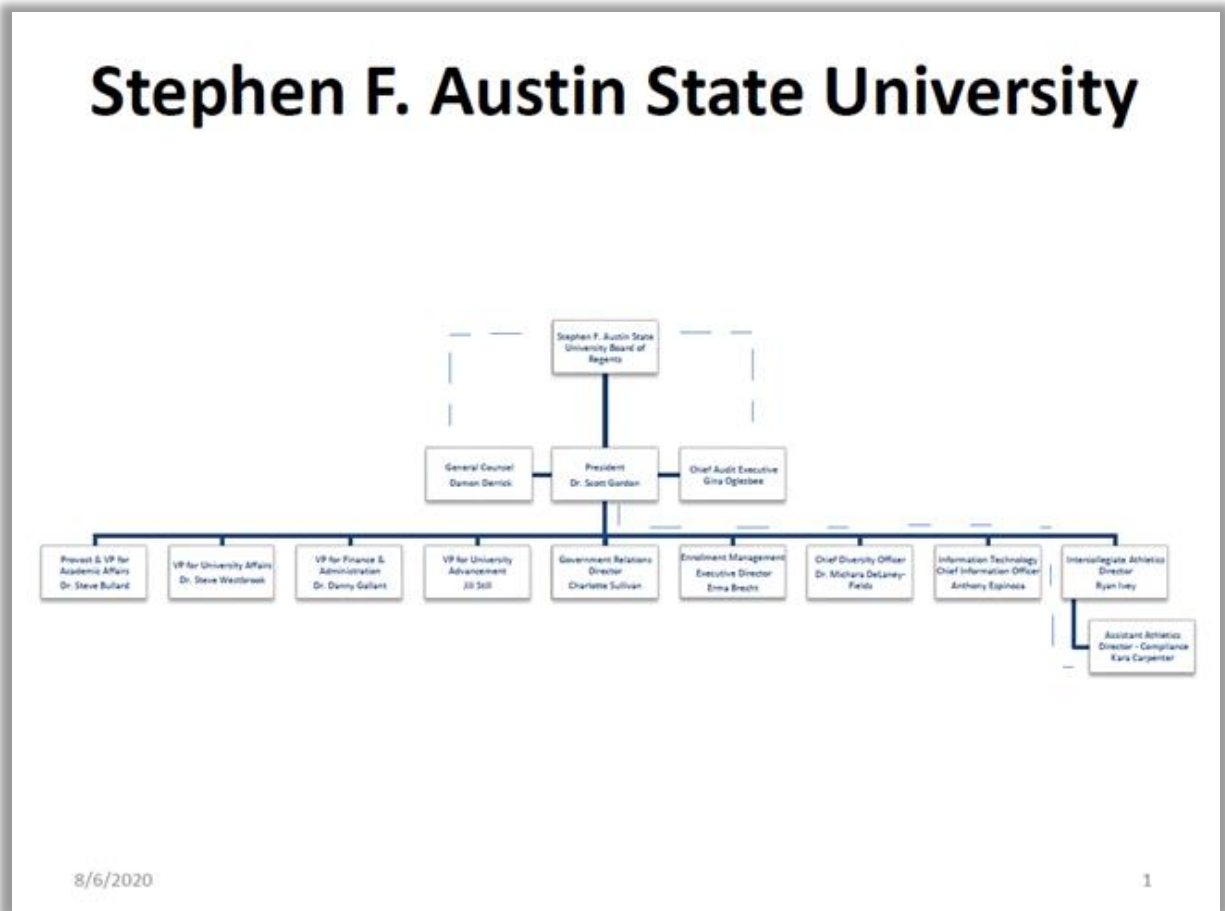 Stephen F. Austin State University
Stephen F. Austin State
University Board of
Regents
General Counsel
Damon Derrick
President
Dr. Scott Gordon
Chief Audit Executive
Gina Oglesbee
Provost & VP for
Academic Affairs
Dr. Steve Bullard
VP for University Affairs
Dr. Steve Westbrook
VP for Finance &
Administration
Dr. Danny Gallant
VP for University
Advancement
Jill Still
Government Relations
Director
Charlotte Sullivan
Enrollment Management
Executive Director
Erma Brecht
Chief Diversity Officer
Dr. Michara DeLaney-
Fields
Information Technology
Chief Information Officer
Anthony Espinoza
Intercollegiate Athletics
Director
Ryan Ivey
Assistant Athletics
Director - Compliance
Kara Carpenter
8/6/2020
1